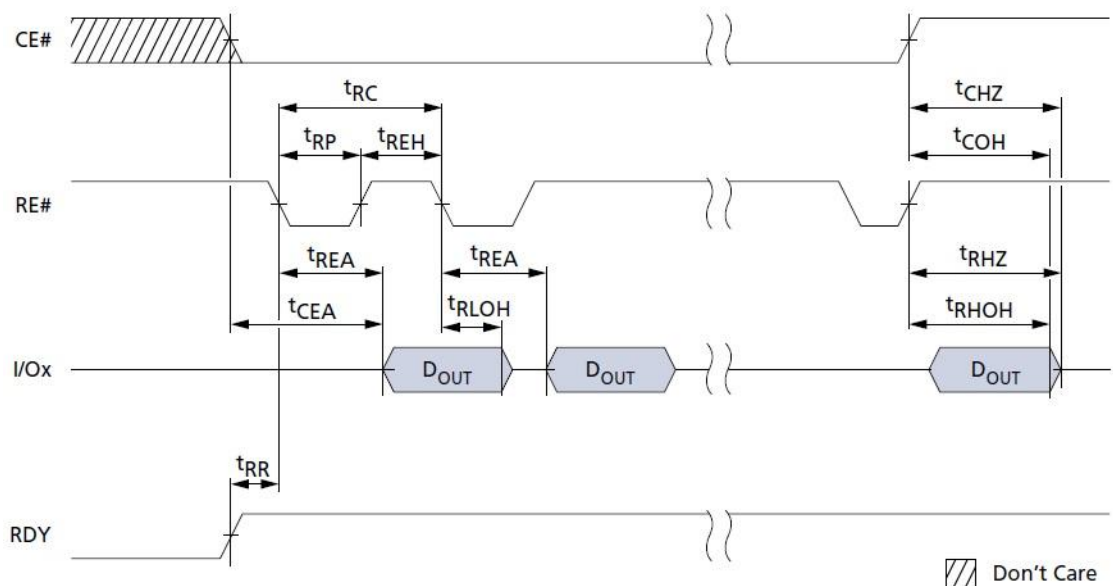 CE#
tRC
tCHZ
tRP
tREH
tCOH
RE#
tREA
tREA
tRHZ
tCEA
tRLOH
tRHOH
I/Ox
DOUT
DOUT
DOUT
tRR
RDY
Don't Care